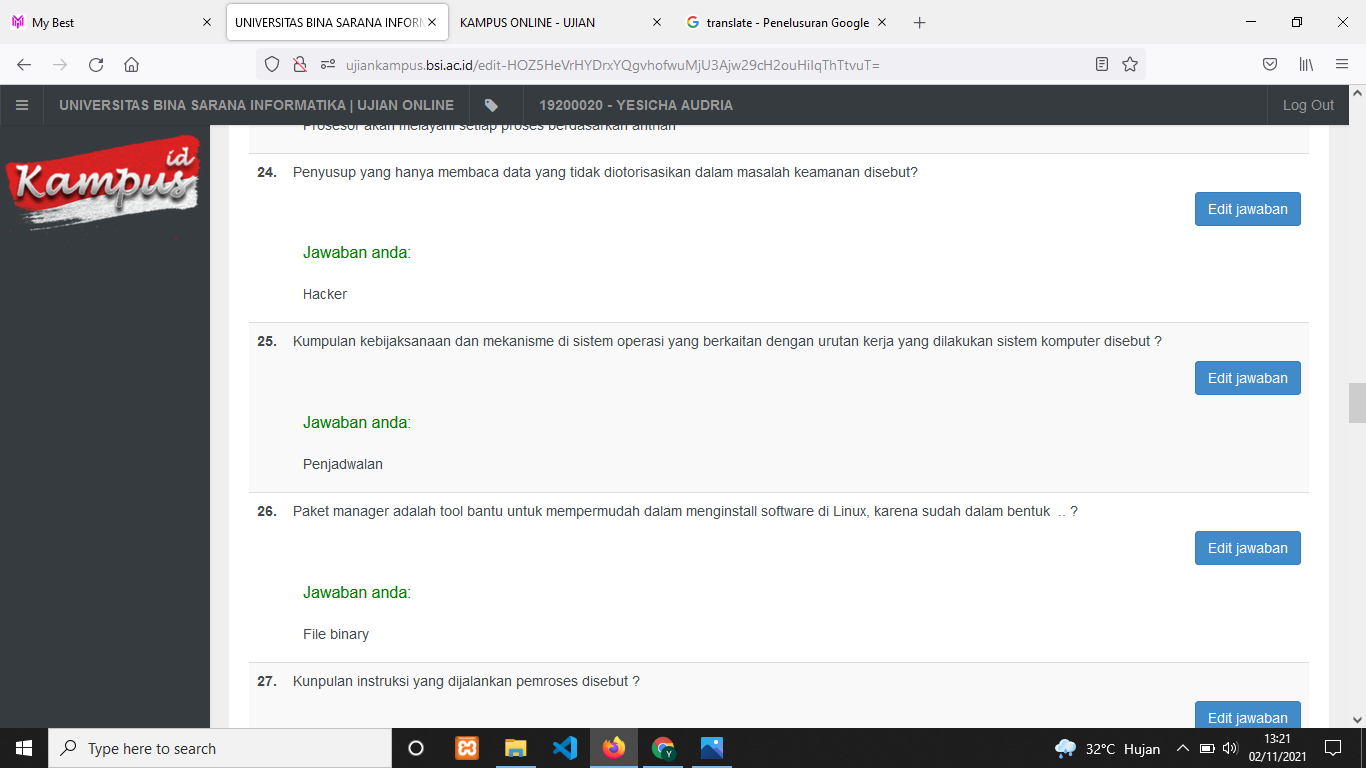 My Best
UNIVERSITAS BINA SARANA INFORM
KAMPUS ONLINE - UJIAN
translate - Penelusuran Google
ujiankampus.bsi.ac.id/edit-HOZ5HeVrHYDrxYQgvhofwuMjU3Ajw29cH2ouHiIqThTtvuT=
UNIVERSITAS BINA SARANA INFORMATIKA | UJIAN ONLINE
19200020 - YESICHA AUDRIA
Log Out
Kampus id
Prosesor akan melayani setiap proses berdasarkan antrian
24. Penyusup yang hanya membaca data yang tidak diotorisasikan dalam masalah keamanan disebut?
Edit jawaban
Jawaban anda:
Hacker
25. Kumpulan kebijaksanaan dan mekanisme di sistem operasi yang berkaitan dengan urutan kerja yang dilakukan sistem komputer disebut ?
Edit jawaban
Jawaban anda:
Penjadwalan
26. Paket manager adalah tool bantu untuk mempermudah dalam menginstall software di Linux, karena sudah dalam bentuk .. ?
Edit jawaban
Jawaban anda:
File binary
27. Kunpulan instruksi yang dijalankan pemroses disebut ?
Edit jawaban
Type here to search
32°C Hujan
13:21
02/11/2021